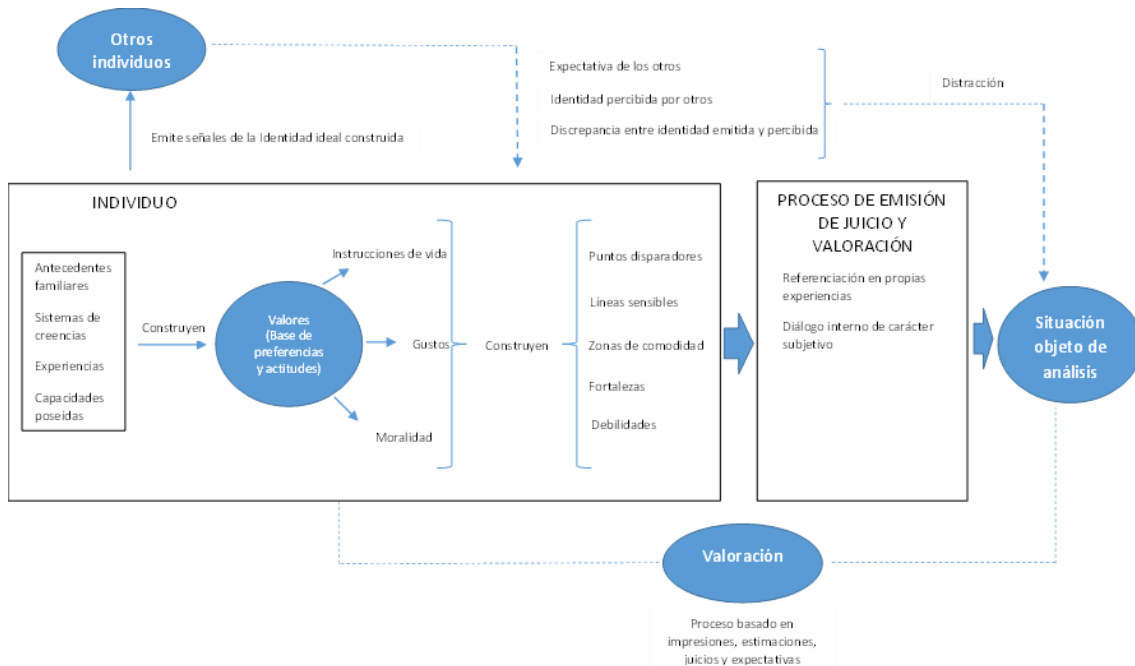 Otros
individuos
Expectativa de los otros
Identidad percibida por otros
Discrepancia entre identidad emitida y percibida
Distracción
Emite señales de la Identidad ideal construida
INDIVIDUO
Antecedentes
familiares
Sistemas de
creencias
Experiencias
Capacidades
poseídas
Construyen
Valores
(Base de
preferencias
y actitudes)
Instrucciones de vida
Gustos
Moralidad
Construyen
Puntos disparadores
Líneas sensibles
Zonas de comodidad
Fortalezas
Debilidades
PROCESO DE EMISIÓN
DE JUICIO Y
VALORACIÓN
Referenciación en propias
experiencias
Diálogo interno de carácter
subjetivo
Situación
objeto de
análisis
Valoración
Proceso basado en
impresiones, estimaciones,
juicios y expectativas